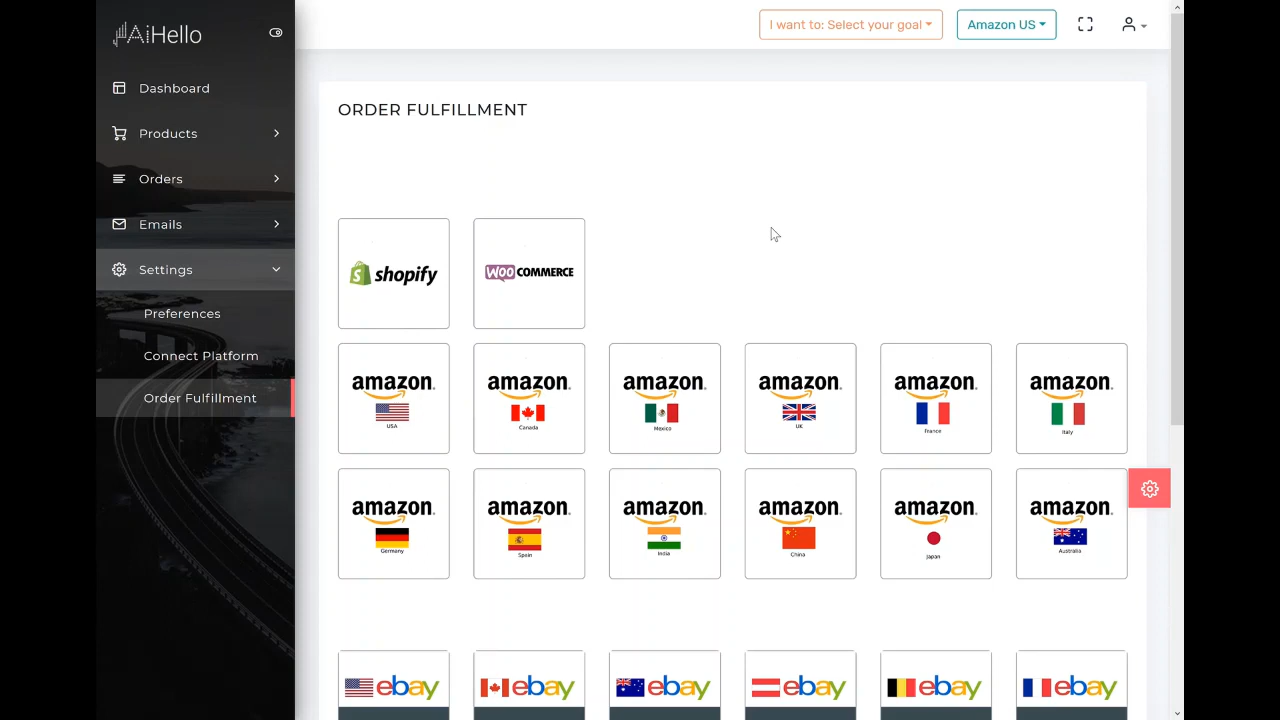 AiHello
I want to: Select your goal
Amazon US
Dashboard
Products
Orders
Emails
Settings
Preferences
Connect Platform
Order Fulfillment
ORDER FULFILLMENT
shopify
WOO COMMERCE
amazon.
USA
amazon.
Canada
amazon.
Mexico
amazon.
UK
amazon.
France
amazon.
Italy
amazon.
Germany
amazon.
Spein
amazon.
India
amazon.
China
amazon.
Japan
amazon.
Australia
ebay
ebay
ebay
ebay
ebay
ebay